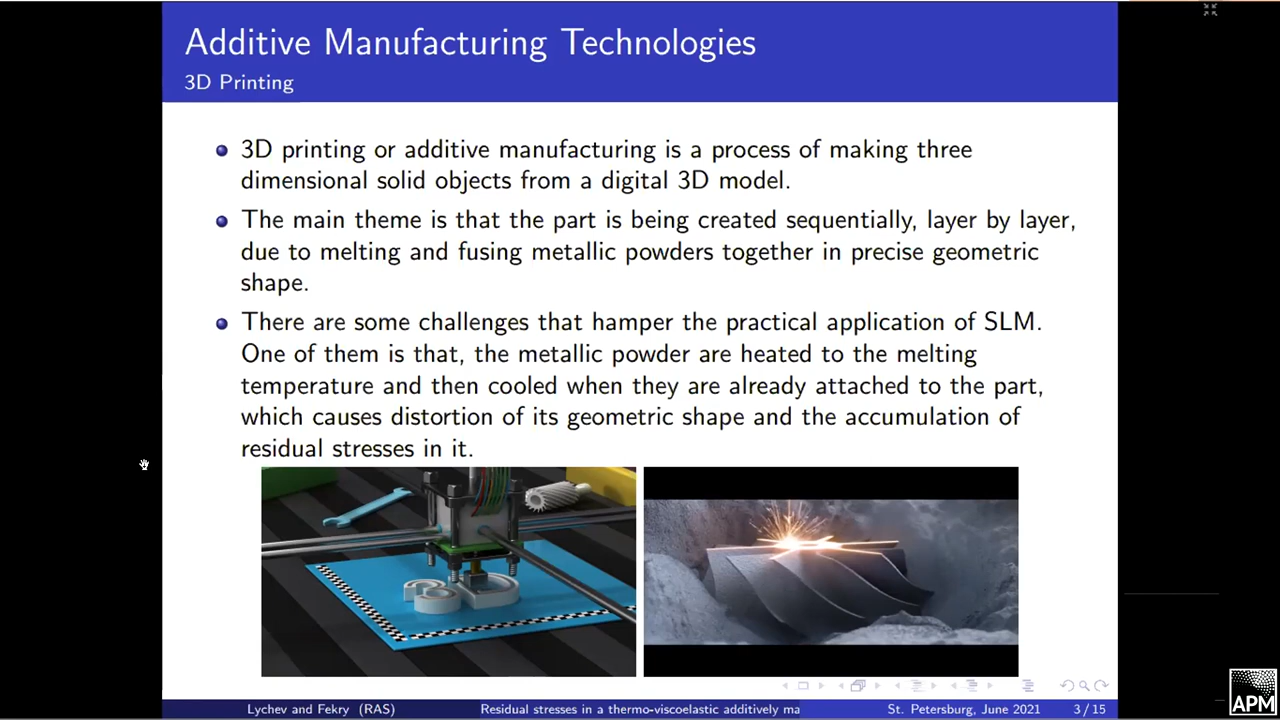 Additive Manufacturing Technologies
3D Printing
3D printing or additive manufacturing is a process of making three
dimensional solid objects from a digital 3D model.
The main theme is that the part is being created sequentially, layer by layer,
due to melting and fusing metallic powders together in precise geometric
shape.
There are some challenges that hamper the practical application of SLM.
One of them is that, the metallic powder are heated to the melting
temperature and then cooled when they are already attached to the part,
which causes distortion of its geometric shape and the accumulation of
residual stresses in it.
Lychev and Fekry (RAS) Residual stresses in a thermo-viscoelastic additively ma St. Petersburg, June 2021 3 / 15
APM